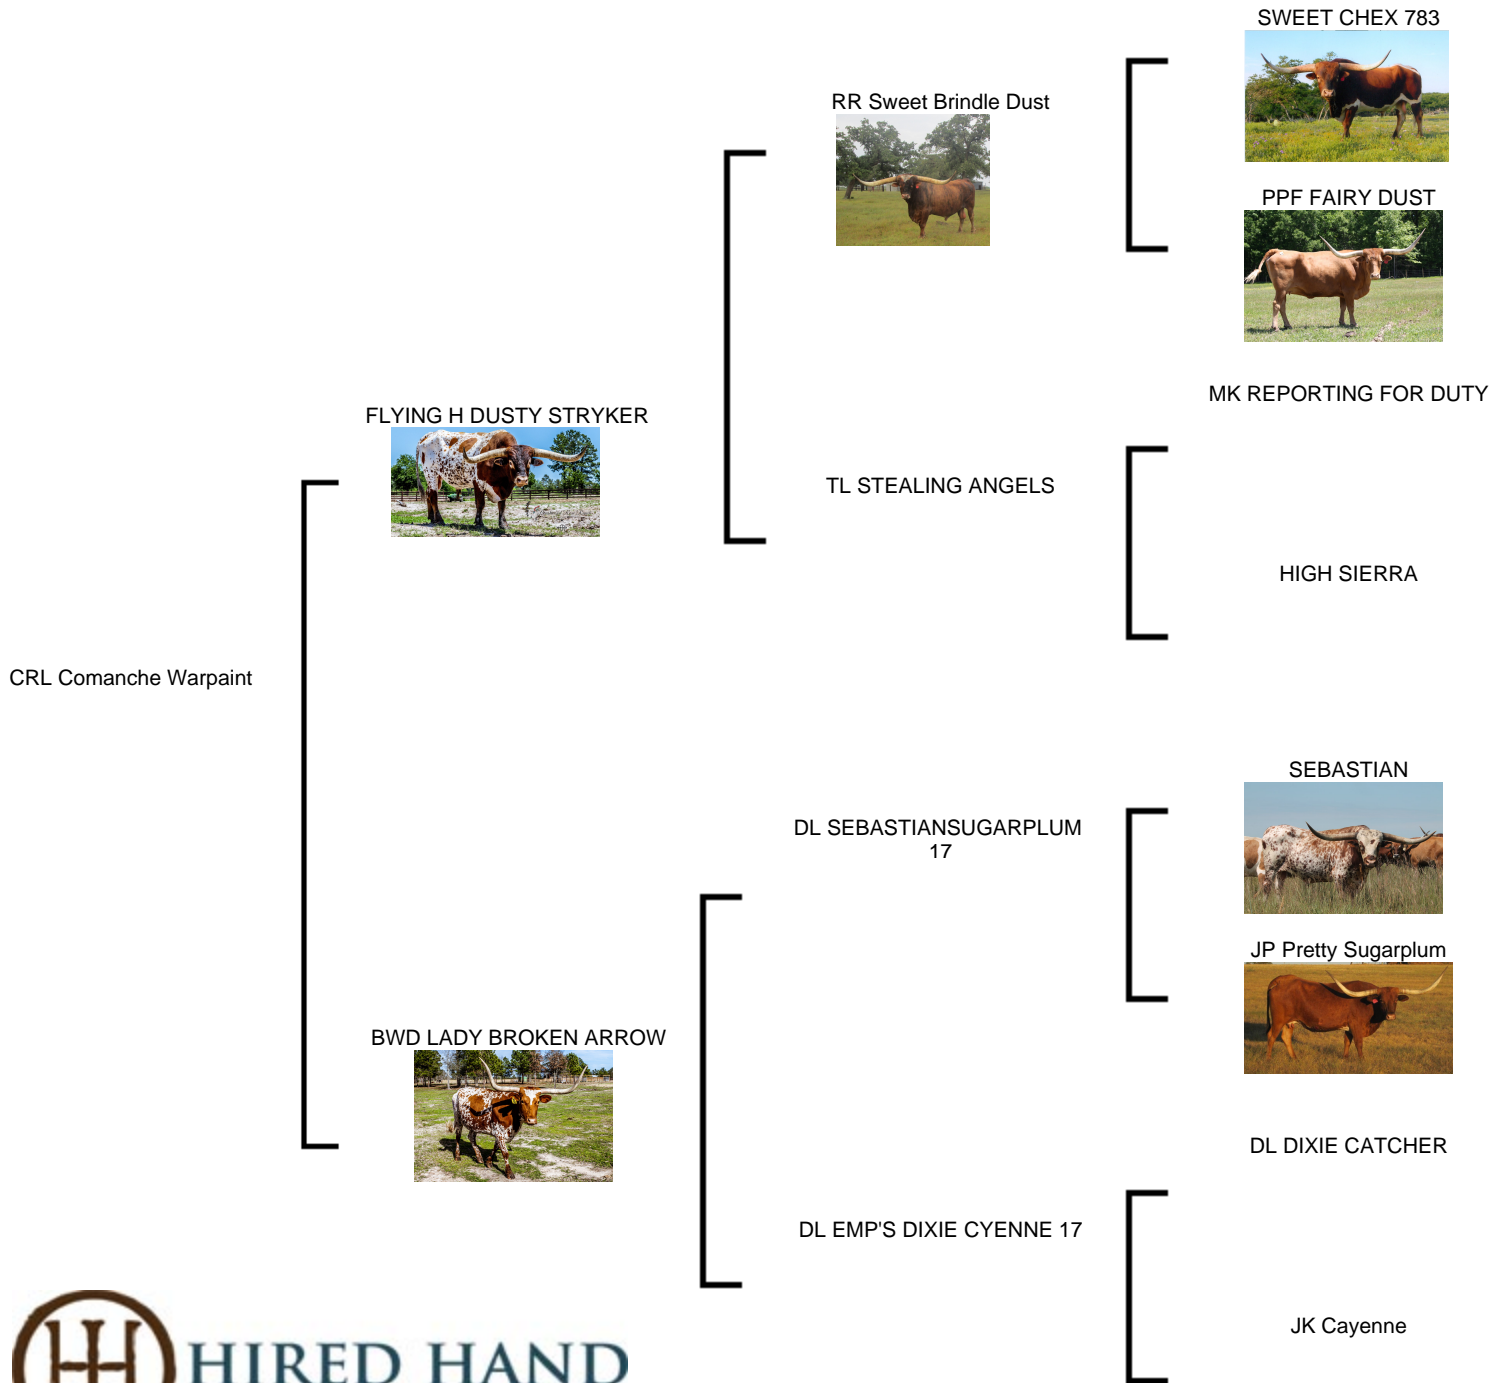 SWEET CHEX 783
RR Sweet Brindle Dust
PPF FAIRY DUST
MK REPORTING FOR DUTY
FLYING H DUSTY STRYKER
TL STEALING ANGELS
HIGH SIERRA
CRL Comanche Warpaint
SEBASTIAN
DL SEBASTIANSUGARPLUM
17
JP Pretty Sugarplum
BWD LADY BROKEN ARROW
DL DIXIE CATCHER
DL EMP'S DIXIE CYENNE 17
JK Cayenne
HIRED HAND